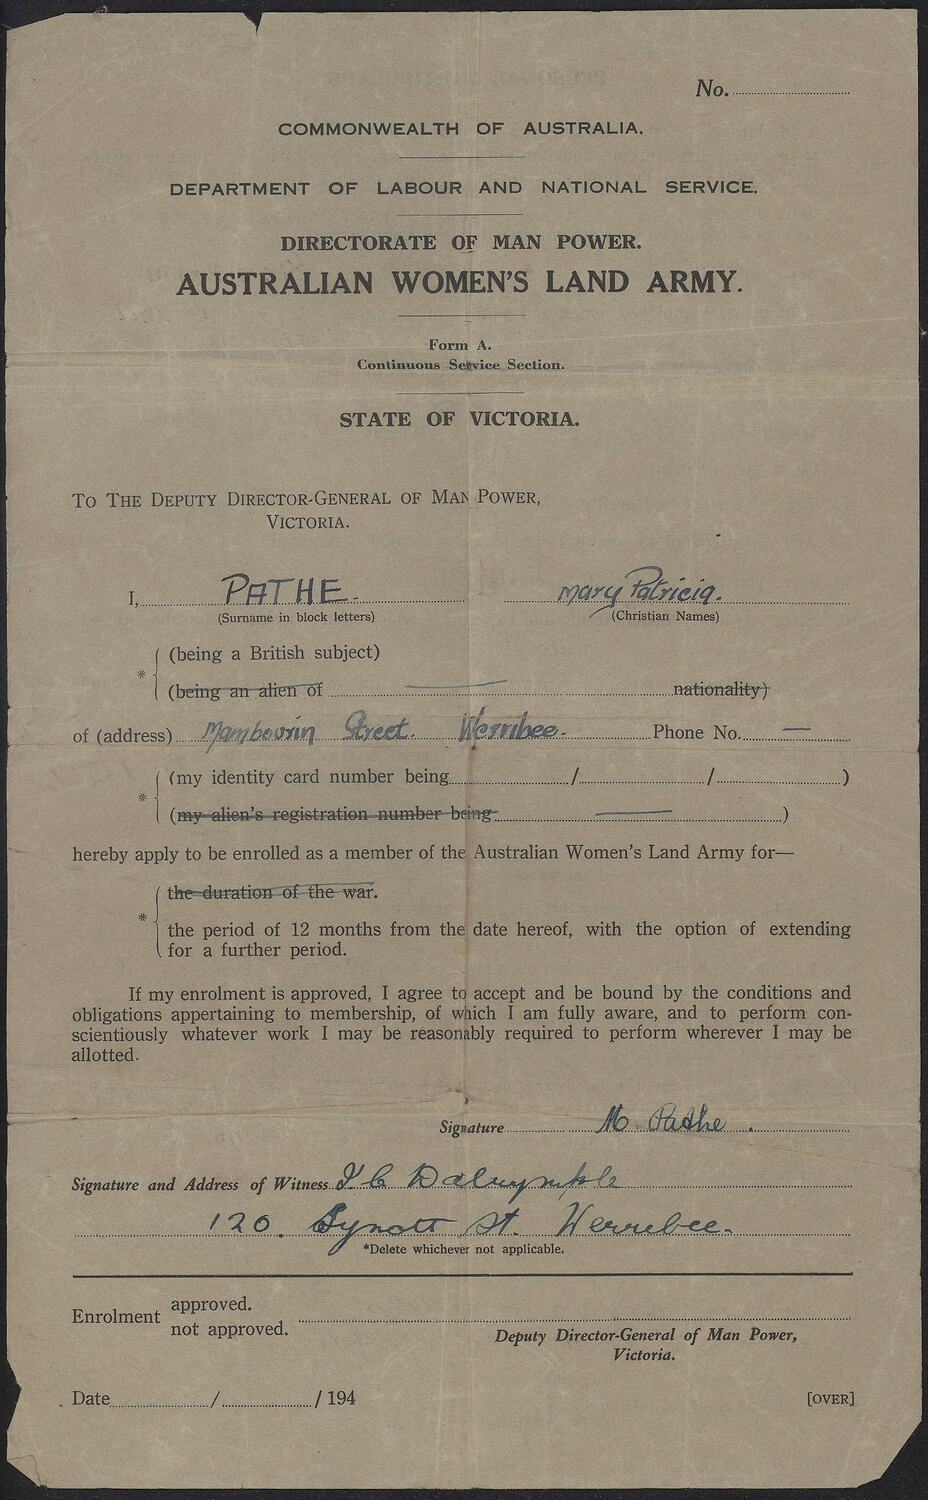 No.
COMMONWEALTH OF AUSTRALIA.
DEPARTMENT OF LABOUR AND NATIONAL SERVICE.
DIRECTORATE OF MAN POWER.
AUSTRALIAN WOMEN'S LAND ARMY.
Form A.
Continuous Service Section.
STATE OF VICTORIA.
TO THE DEPUTY DIRECTOR-GENERAL OF MAN POWER,
VICTORIA.
I, PATHE. Mary Patricia.
(Surname in block letters) (Christian Names)
(being a British subject)
* (being an alien of — nationality)
of (address) Mambourin Street. Werribee. Phone No. —
(my identity card number being / / )
* (my alien's registration number being — )
hereby apply to be enrolled as a member of the Australian Women's Land Army for—
the duration of the war.
* the period of 12 months from the date hereof, with the option of extending
for a further period.
If my enrolment is approved, I agree to accept and be bound by the conditions and
obligations appertaining to membership, of which I am fully aware, and to perform con-
scientiously whatever work I may be reasonably required to perform wherever I may be
allotted.
Signature M. Pathe.
Signature and Address of Witness Dalrymple
120. Synott St. Werribee.
*Delete whichever not applicable.
Enrolment approved.
not approved.
Deputy Director-General of Man Power,
Victoria.
Date / / 194 [OVER]